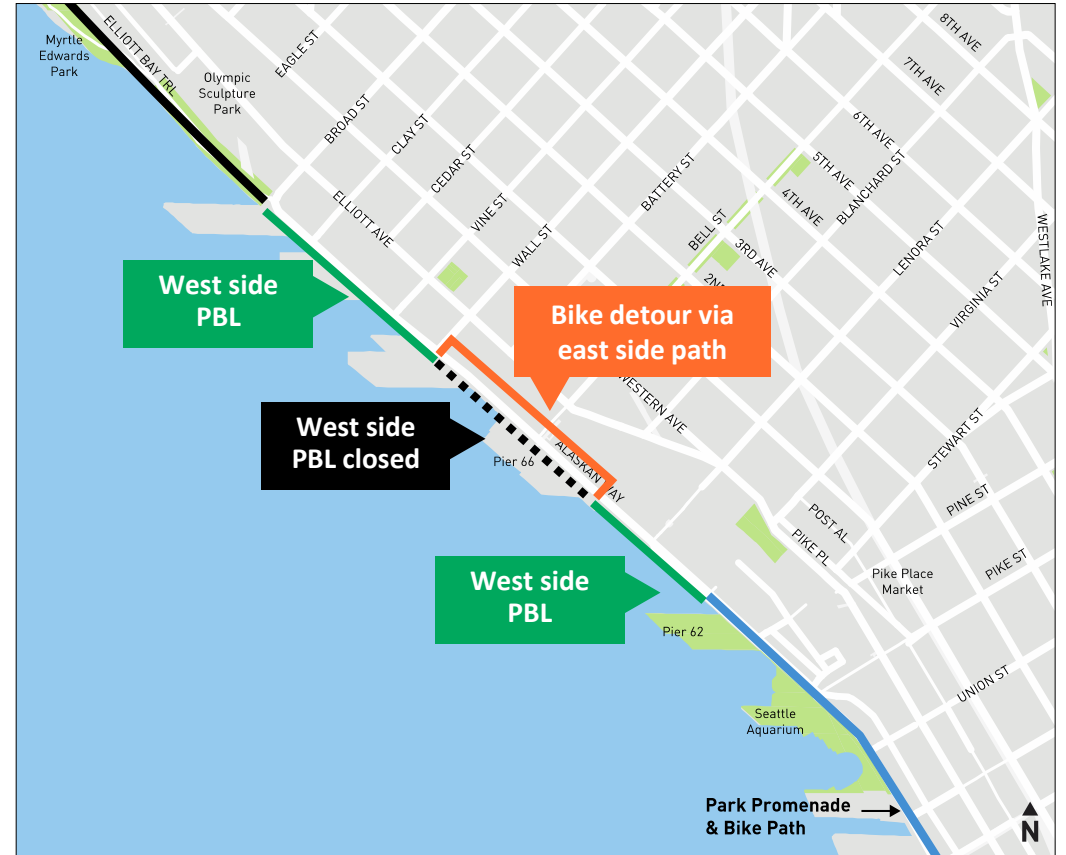 Myrtle
Edwards
Park
ELLIOTT BAY TRL
Olympic
Sculpture
Park
EAGLE ST
BROAD ST
CLAY ST
CEDAR ST
VINE ST
WALL ST
ELLIOTT AVE
BATTERY ST
BELL ST
8TH AVE
7TH AVE
6TH AVE
5TH AVE
4TH AVE
3RD AVE
BLANCHARD ST
LENORA ST
VIRGINIA ST
WESTLAKE AVE
West side
PBL
Bike detour via
east side path
WESTERN AVE
West side
PBL closed
Pier 66
STEWART ST
PINE ST
PIKE ST
POST AL
PIKE PL
Pike Place
Market
West side
PBL
Pier 62
UNION ST
Seattle
Aquarium
Park Promenade
& Bike Path
N